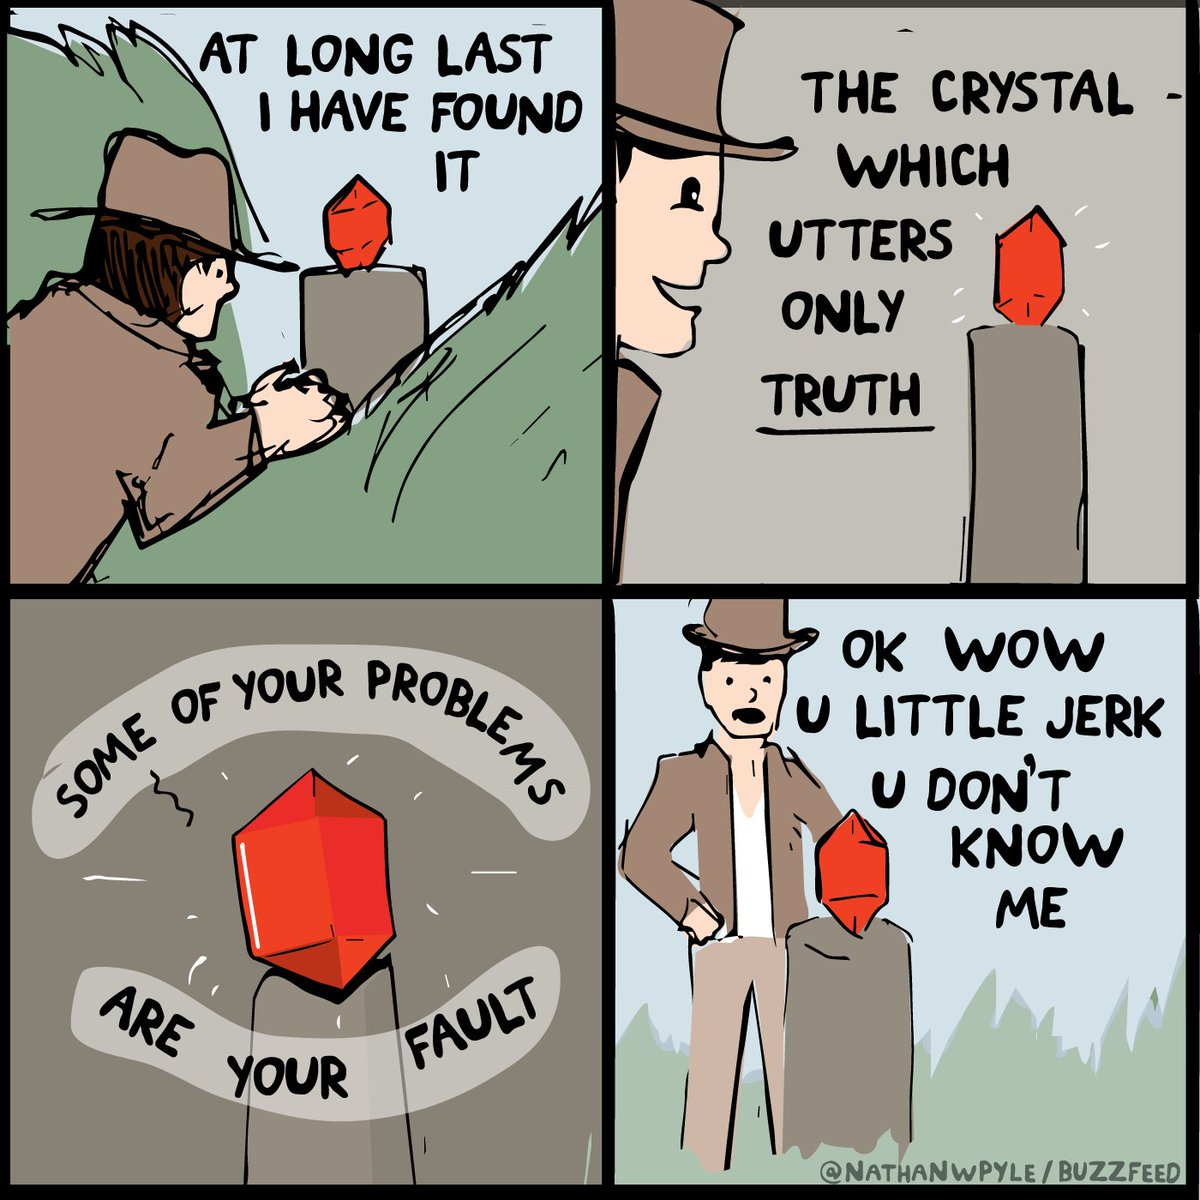 AT LONG LAST
I HAVE FOUND
IT
THE CRYSTAL -
WHICH
UTTERS
ONLY
TRUTH
SOME OF YOUR PROBLEMS
ARE YOUR FAULT
OK WOW
U LITTLE JERK
U DON'T
KNOW
ME
@NATHANWPYLE/BUZZFEED